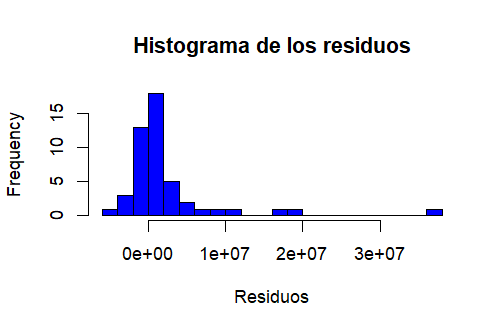 Histograma de los residuos
Frequency
15
10
5
0
0e+00 1e+07 2e+07 3e+07
Residuos